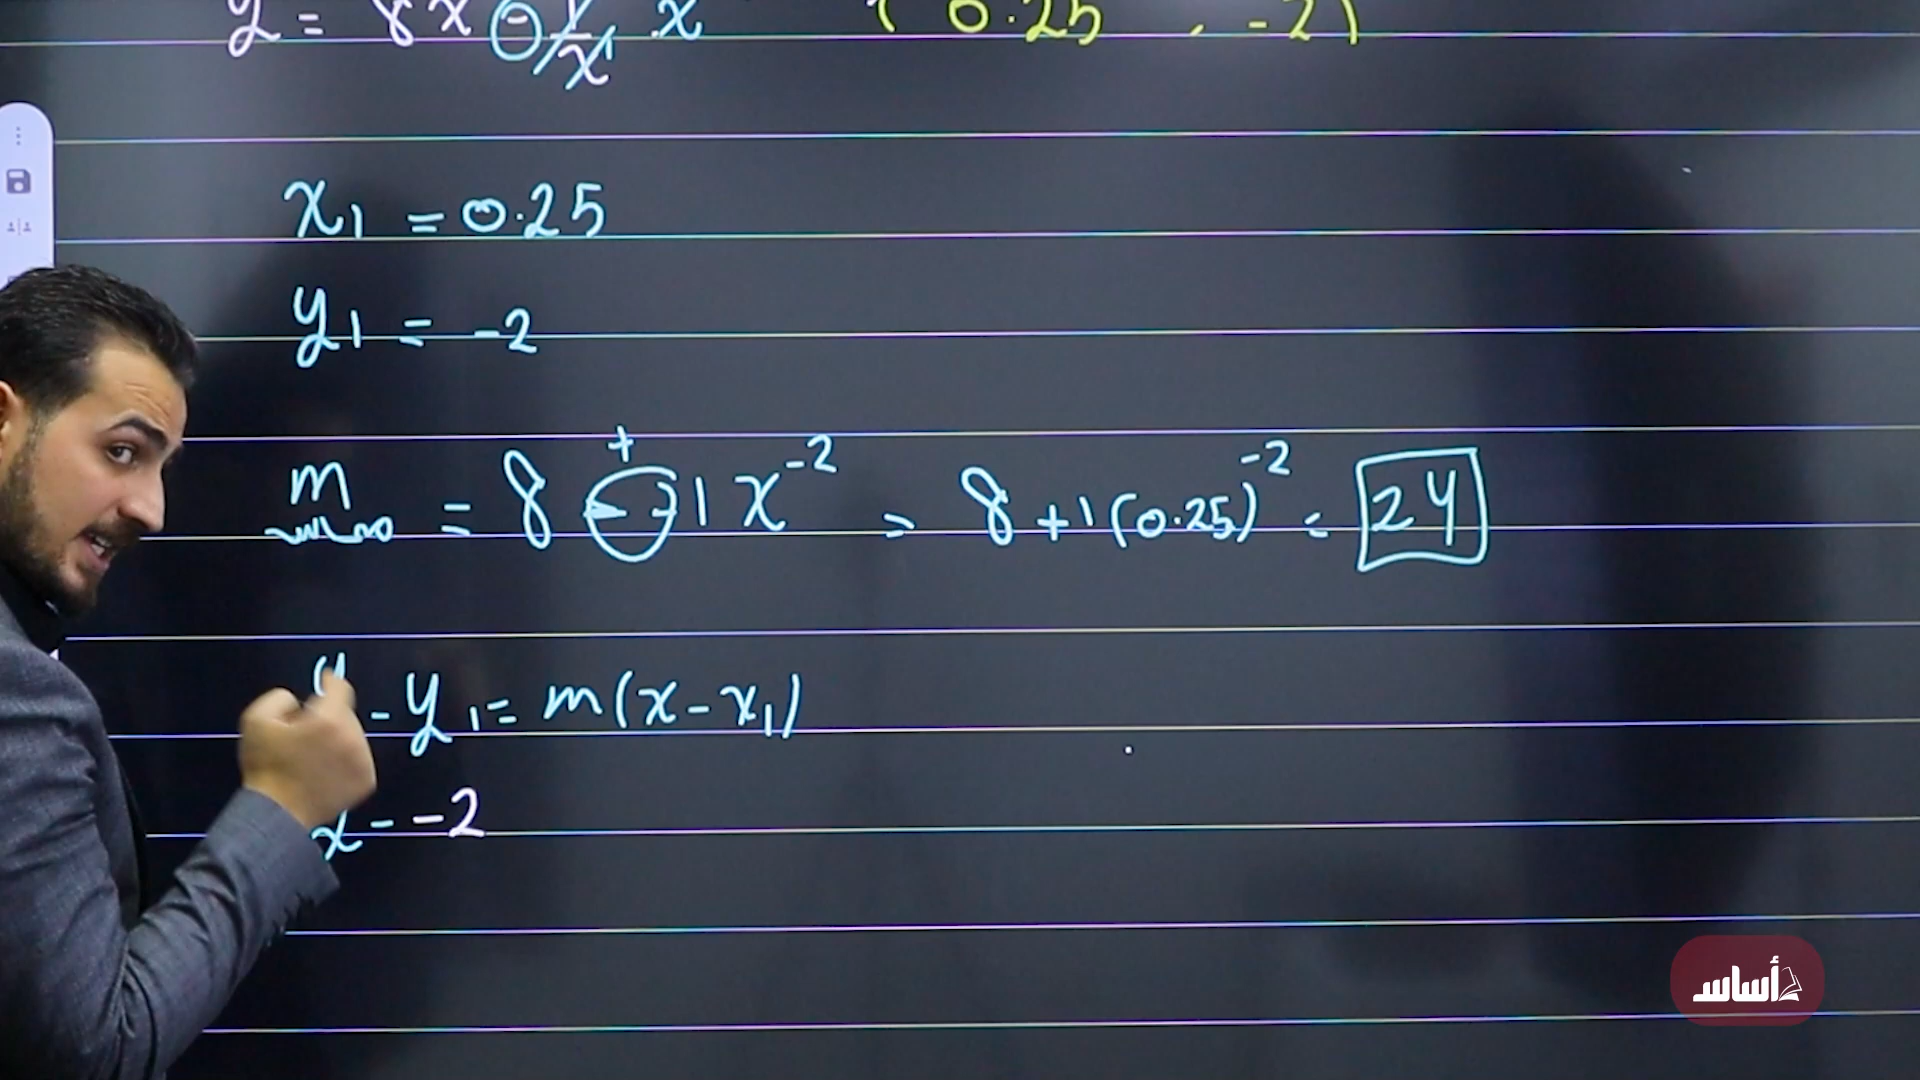 y = 8x - 1/x . x (0.25 , -2)
x1 = 0.25
y1 = -2
m = 8 - -1 x^-2 = 8 + 1(0.25)^-2 = 24
+
y - y1 = m(x - x1)
x - -2
أساس